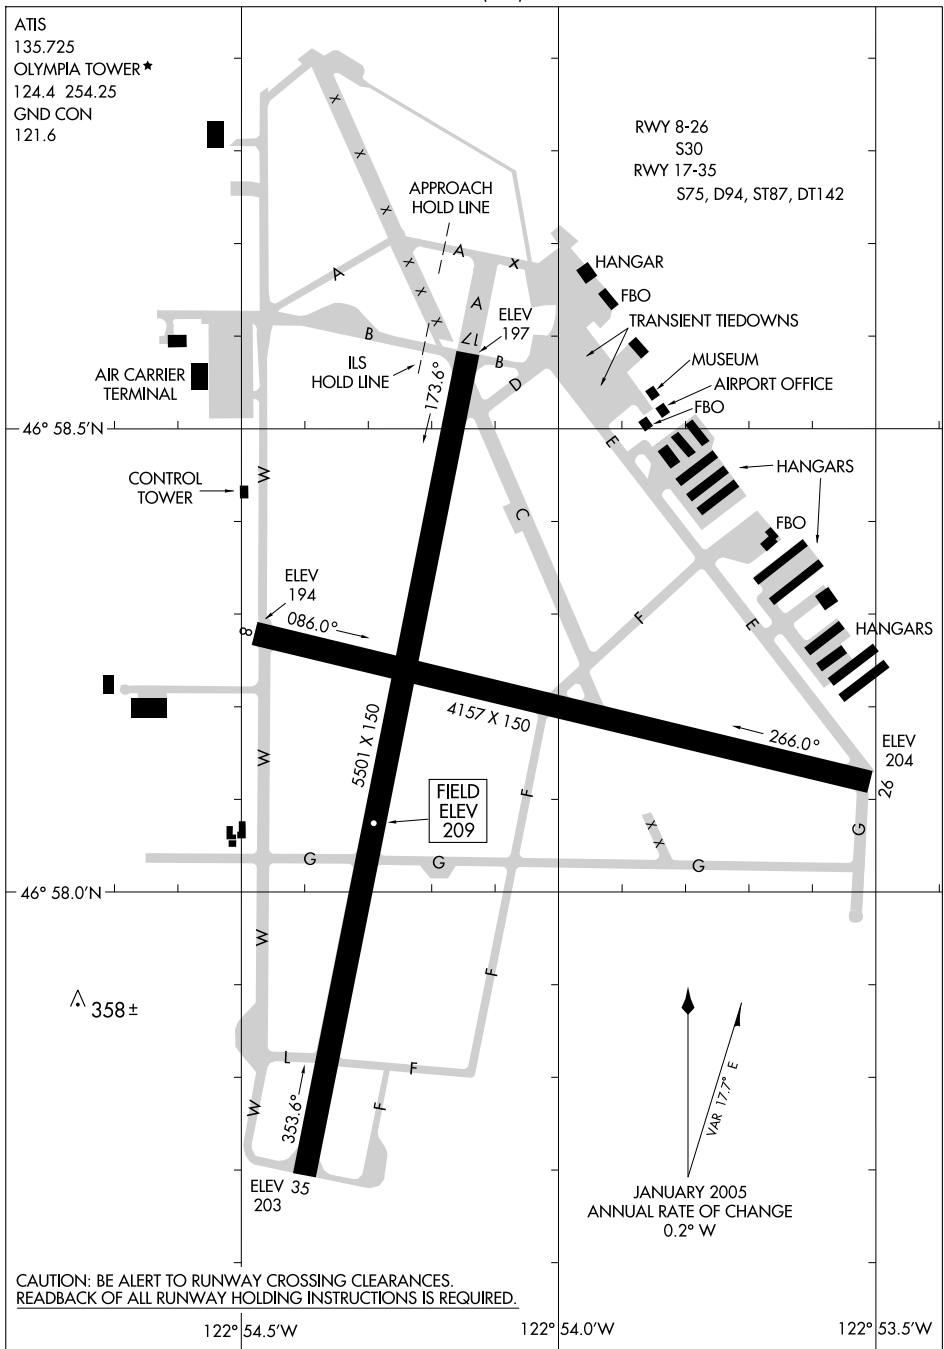 ATIS
135.725
OLYMPIA TOWER★
124.4 254.25
GND CON
121.6
RWY 8-26
S30
RWY 17-35
S75, D94, ST87, DT142
X
X
X
APPROACH
HOLD LINE
A
X
X
A
X
X
HANGAR
FBO
A
ELEV
197
TRANSIENT TIEDOWNS
B
17
B
ILS
HOLD LINE
173.6°
D
MUSEUM
AIRPORT OFFICE
FBO
AIR CARRIER
TERMINAL
46° 58.5'N
E
HANGARS
W
CONTROL
TOWER
C
FBO
ELEV
194
086.0°
8
F
E
HANGARS
4157 X 150
5501 X 150
266.0°
ELEV
204
26
W
FIELD
ELEV
209
F
X
X
G
G
G
G
46° 58.0'N
W
F
358±
L
F
W
353.6°
F
VAR 17.7° E
ELEV
203
35
JANUARY 2005
ANNUAL RATE OF CHANGE
0.2° W
CAUTION: BE ALERT TO RUNWAY CROSSING CLEARANCES.
READBACK OF ALL RUNWAY HOLDING INSTRUCTIONS IS REQUIRED.
122° 54.5'W
122° 54.0'W
122° 53.5'W